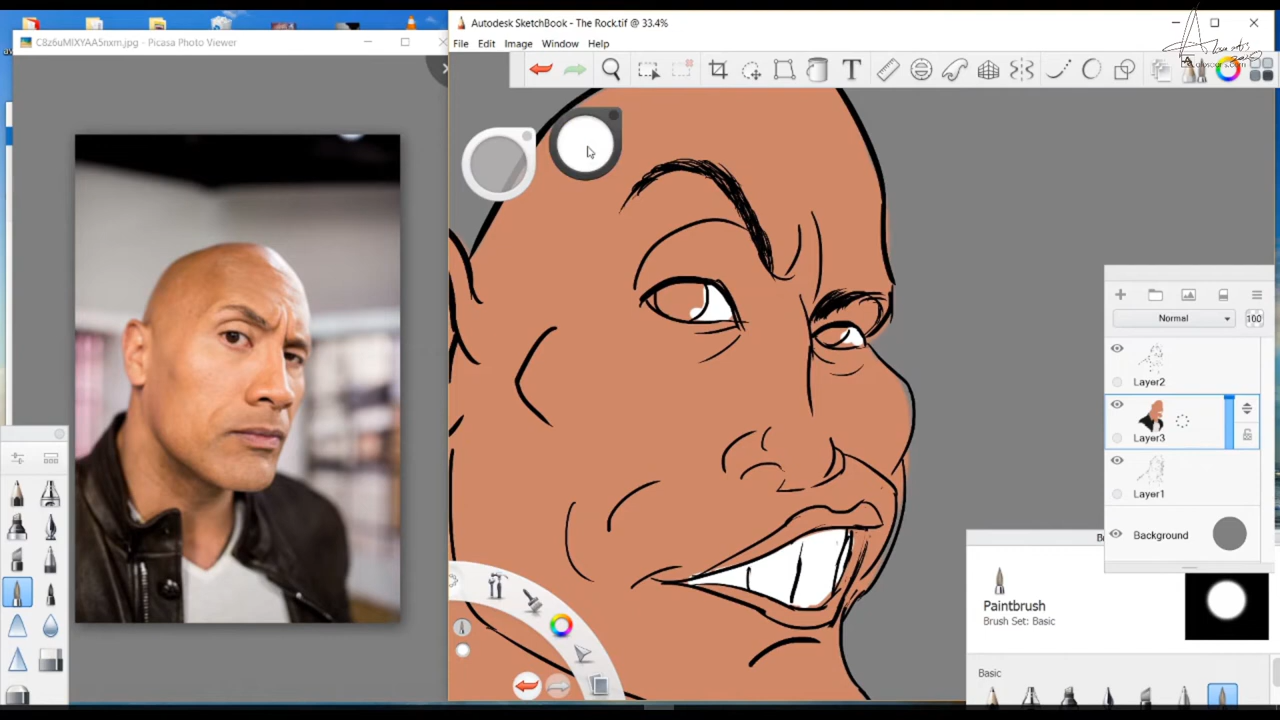 Autodesk SketchBook - The Rock.tif @ 33.4%
C8z6uMIXYAA5nxm.jpg - Picasa Photo Viewer
File Edit Image Window Help
T
Normal 100
Layer2
Layer3
Layer1
Background
Paintbrush
Brush Set: Basic
Basic